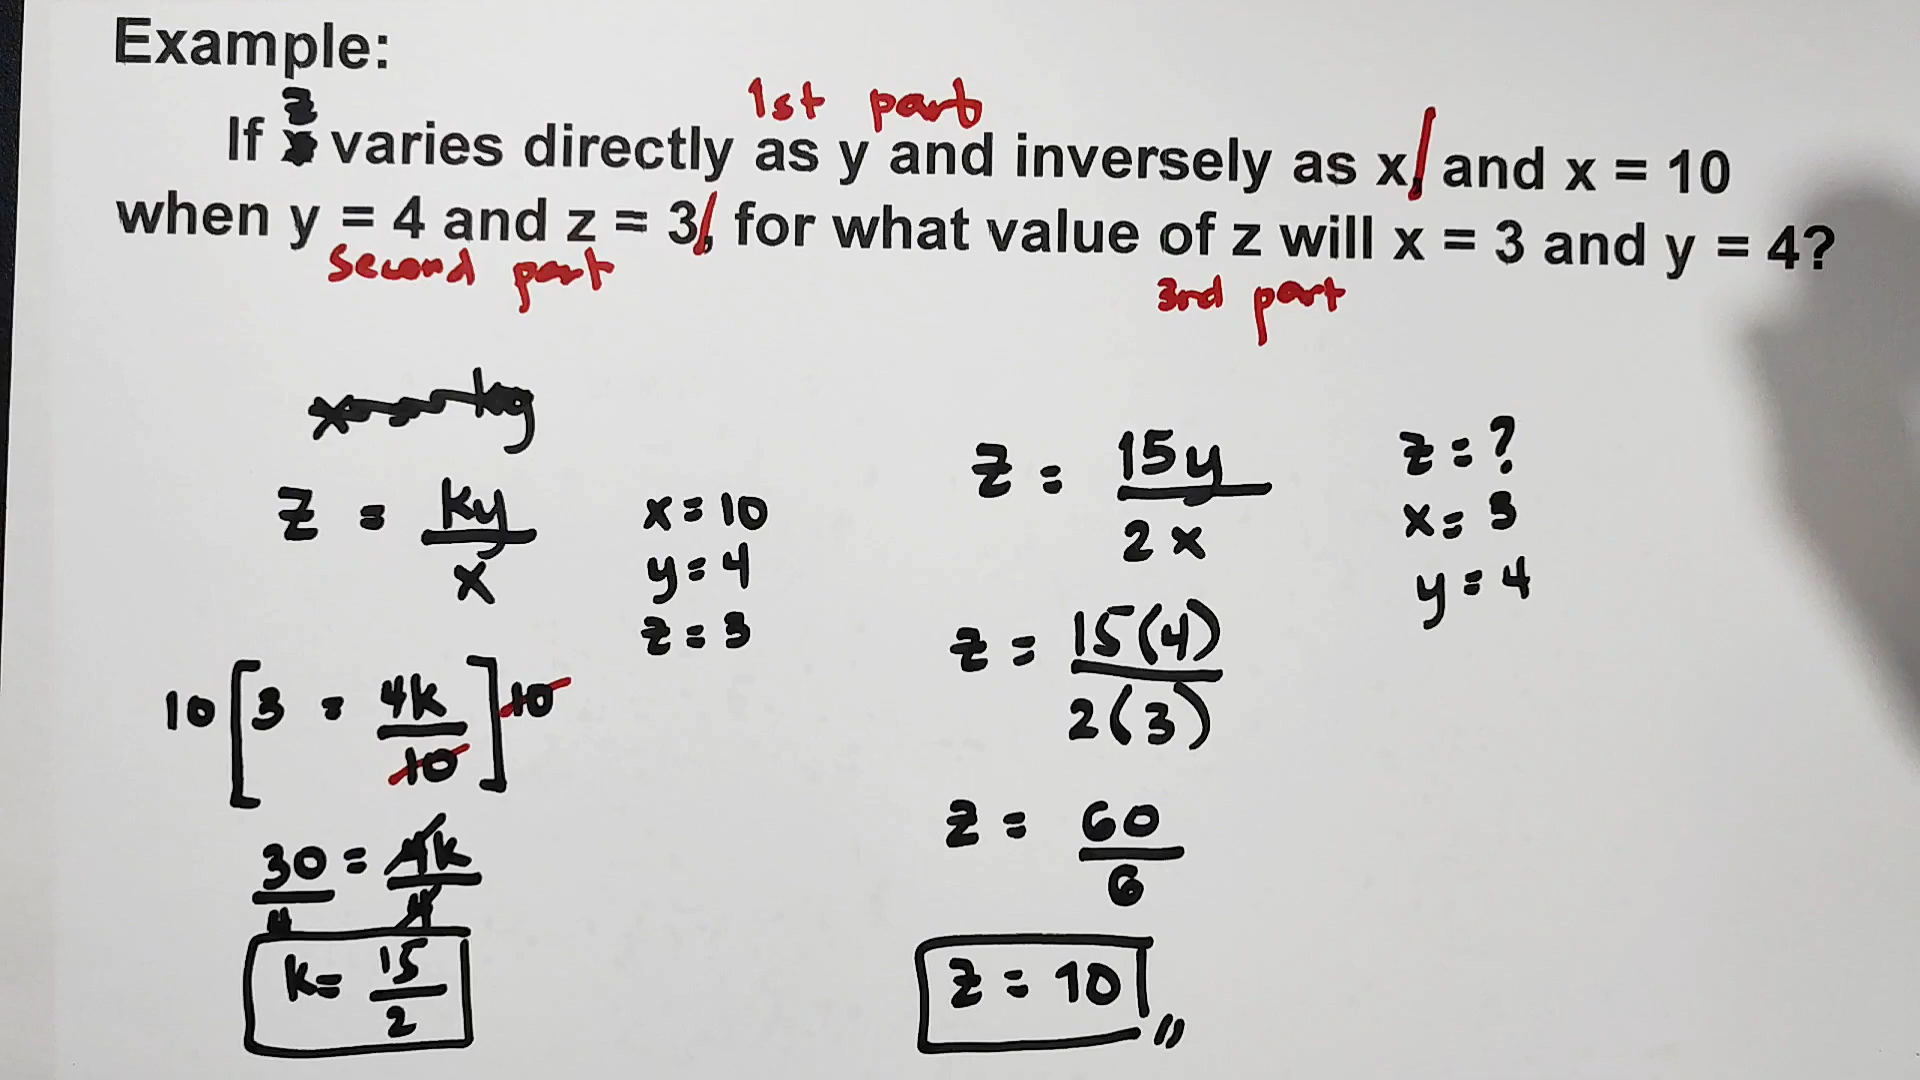 Example:
z
1st part
If varies directly as y and inversely as x, and x = 10
when y = 4 and z = 3, for what value of z will x = 3 and y = 4?
Second part
3rd part
z = ky/x
x = 10
y = 4
z = 3
10 [3 = 4k/10] 10
30/4 = 4k/4
k = 15/2
z = 15y/2x
z = ?
x = 3
y = 4
z = 15(4)/2(3)
z = 60/6
z = 10